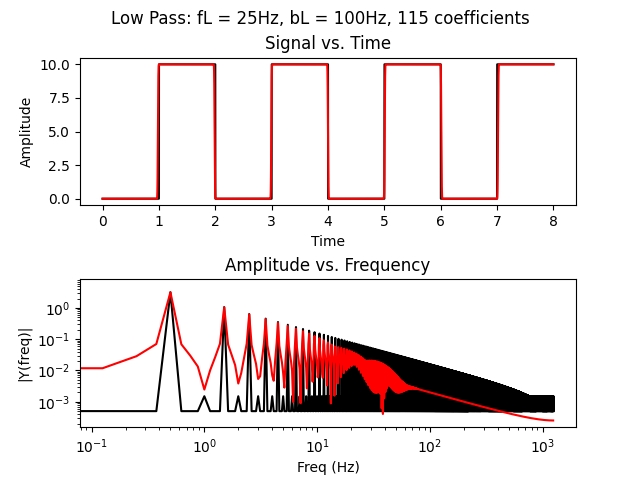 Low Pass: fL = 25Hz, bL = 100Hz, 115 coefficients
Signal vs. Time
10.0
7.5
5.0
2.5
0.0
Amplitude
0 1 2 3 4 5 6 7 8
Time
Amplitude vs. Frequency
10⁰
10⁻¹
10⁻²
10⁻³
|Y(freq)|
10⁻¹ 10⁰ 10¹ 10² 10³
Freq (Hz)